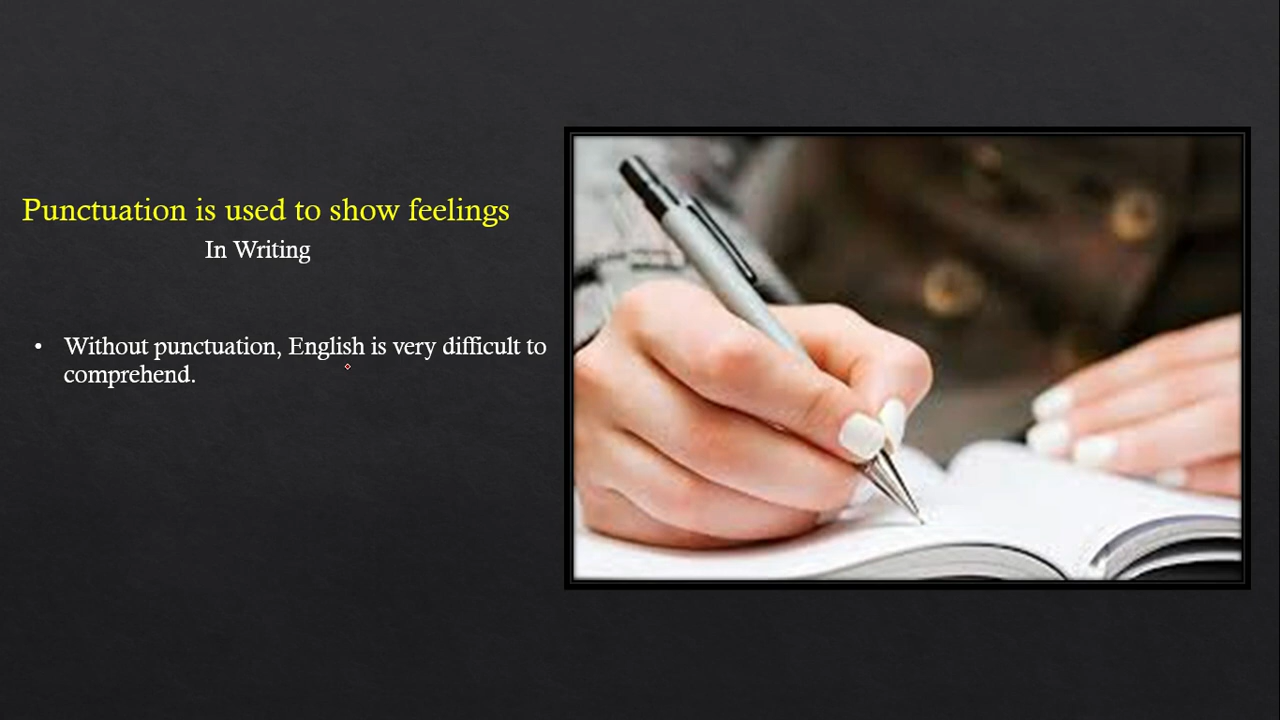 Punctuation is used to show feelings
In Writing
• Without punctuation, English is very difficult to
comprehend.